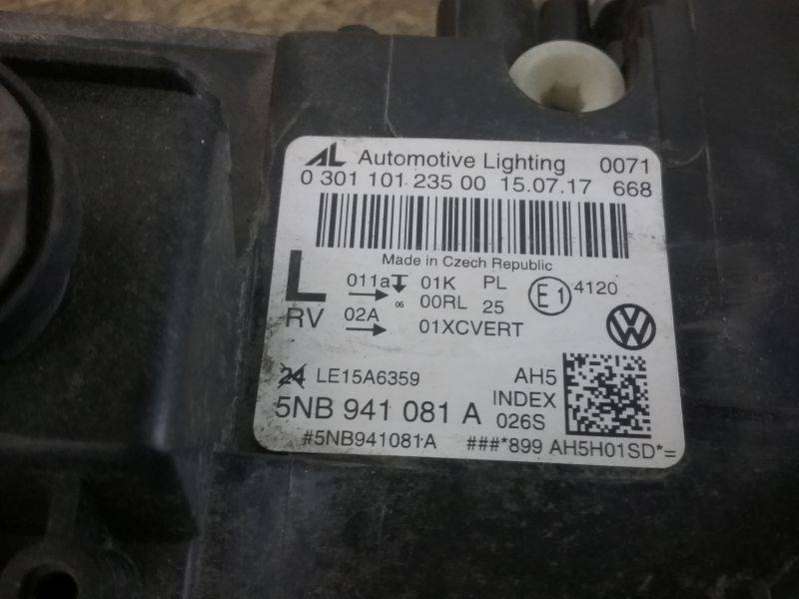 AL Automotive Lighting 0071
0 301 101 235 00 15.07.17 668
Made in Czech Republic
L 011a 01K PL E1 4120
06 00RL 25
RV 02A 01XCVERT
VW
24 LE15A6359 AH5
5NB 941 081 A INDEX
026S
#5NB941081A ###*899 AH5H01SD*=